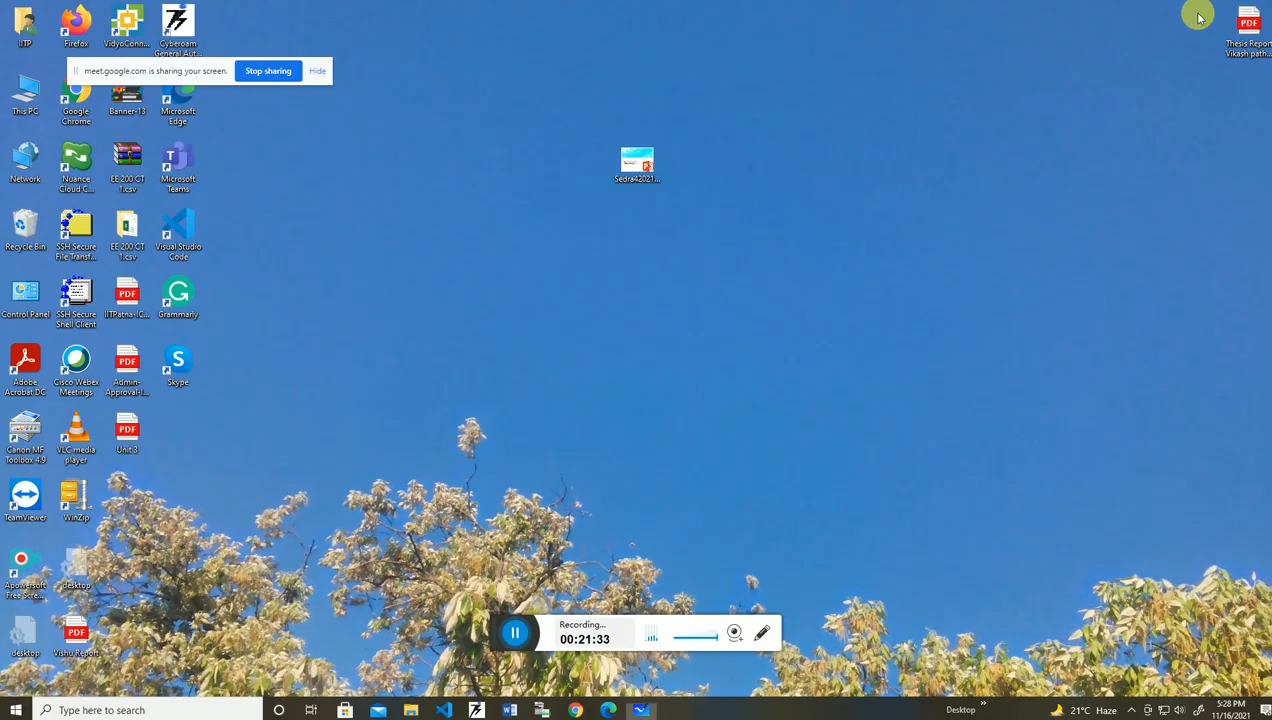 IITP
Firefox
VidyoConn...
Cyberoam
General Aut...
PDF
Thesis Report
Vikash path...
meet.google.com is sharing your screen.
Stop sharing
Hide
This PC
Google
Chrome
Banner-13
Microsoft
Edge
Network
Nuance
Cloud C...
EE 200 CT
1.csv
Microsoft
Teams
Sedra42021...
Recycle Bin
SSH Secure
File Transf...
EE 200 CT
1.csv
Visual Studio
Code
Control Panel
SSH Secure
Shell Client
PDF
IITPatna-IC...
Grammarly
Adobe
Acrobat DC
Cisco Webex
Meetings
PDF
Admin-
Approval-I...
Skype
Canon MF
Toolbox 4.9
VLC media
player
PDF
Unit 3
TeamViewer
WinZip
Apowersoft
Free Scre...
desktop
desktop
PDF
Vishu Report
Recording...
00:21:33
Type here to search
Desktop
21°C Haze
5:28 PM
11/16/2021